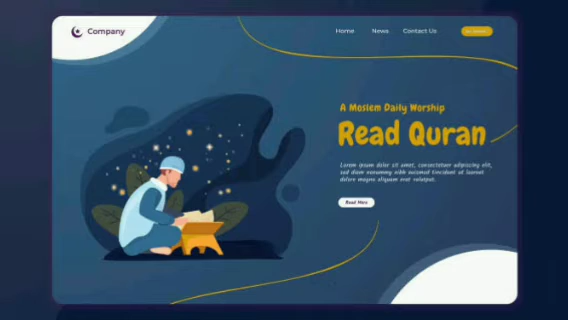 Company
Home
News
Contact Us
A Moslem Daily Worship
Read Quran
Lorem ipsum dolor sit amet, consectetuer adipiscing elit,
sed diam nonummy nibh euismod tincidunt ut laoreet
dolore magna aliquam erat volutpat.
Read More